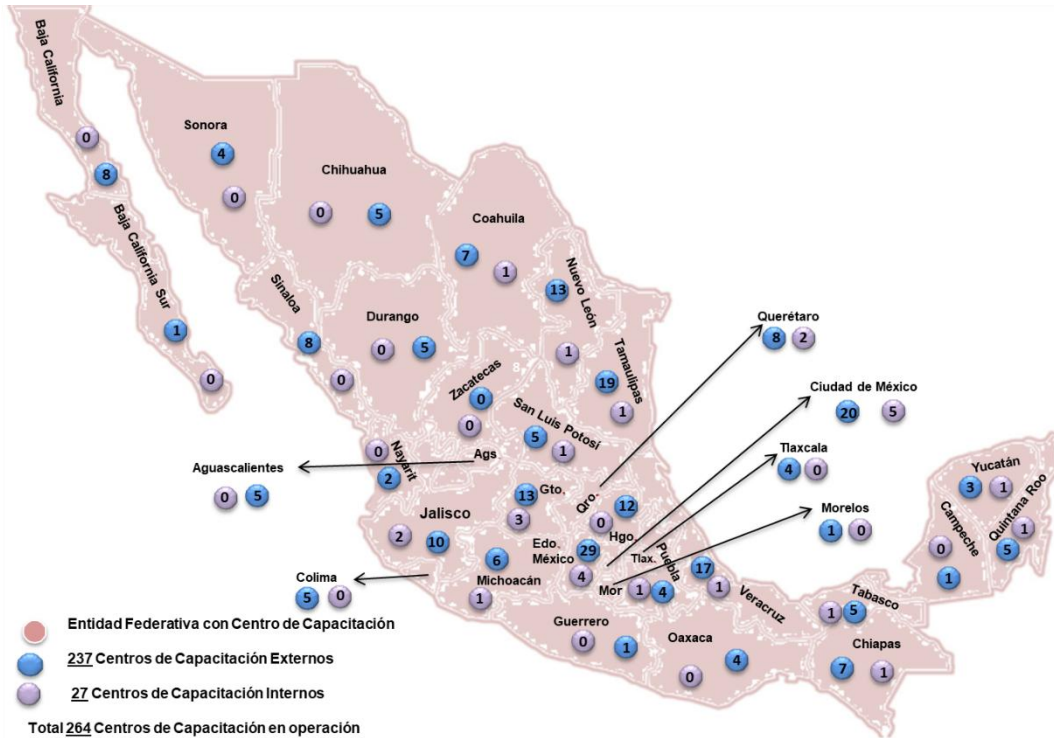 Baja California
0
8
Sonora
4
0
Chihuahua
0
5
Coahuila
7
1
Nuevo León
13
1
Baja California Sur
1
0
Sinaloa
8
0
Durango
0
5
Zacatecas
0
0
San Luis Potosí
5
1
Tamaulipas
19
1
Querétaro
8
2
Ciudad de México
20
5
Tlaxcala
4
0
Morelos
1
0
Nayarit
0
2
Ags
Aguascalientes
0
5
Gto.
13
3
Qro.
12
0
Hgo
Jalisco
2
10
Edo.
México
29
4
Tlax.
Puebla
1
4
Mor
Michoacán
6
1
Colima
5
0
Veracruz
17
1
Guerrero
0
1
Oaxaca
4
0
Tabasco
1
5
Chiapas
7
1
Campeche
0
1
Yucatán
3
1
Quintana Roo
1
5
Entidad Federativa con Centro de Capacitación
237 Centros de Capacitación Externos
27 Centros de Capacitación Internos
Total 264 Centros de Capacitación en operación